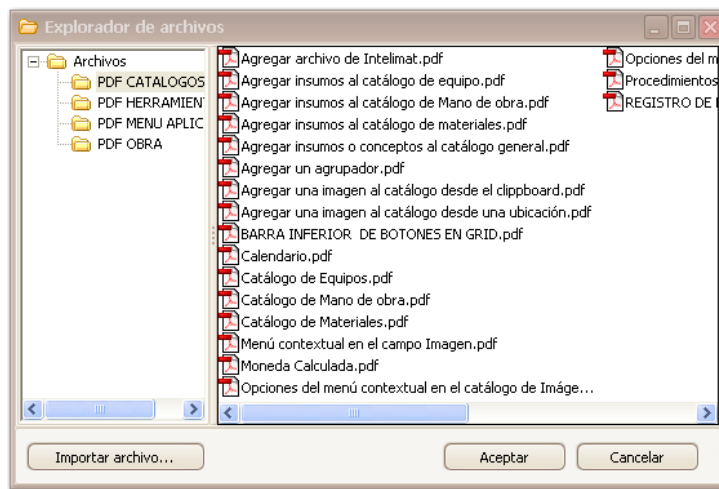 Explorador de archivos
Archivos
PDF CATALOGOS
PDF HERRAMIEN
PDF MENU APLIC
PDF OBRA
Agregar archivo de Intelimat.pdf
Agregar insumos al catálogo de equipo.pdf
Agregar insumos al catálogo de Mano de obra.pdf
Agregar insumos al catálogo de materiales.pdf
Agregar insumos o conceptos al catálogo general.pdf
Agregar un agrupador.pdf
Agregar una imagen al catálogo desde el clippboard.pdf
Agregar una imagen al catálogo desde una ubicación.pdf
BARRA INFERIOR  DE BOTONES EN GRID.pdf
Calendario.pdf
Catálogo de Equipos.pdf
Catálogo de Mano de obra.pdf
Catálogo de Materiales.pdf
Menú contextual en el campo Imagen.pdf
Moneda Calculada.pdf
Opciones del menú contextual en el catálogo de Imáge...
Opciones del m
Procedimientos
REGISTRO DE
Importar archivo...
Aceptar
Cancelar